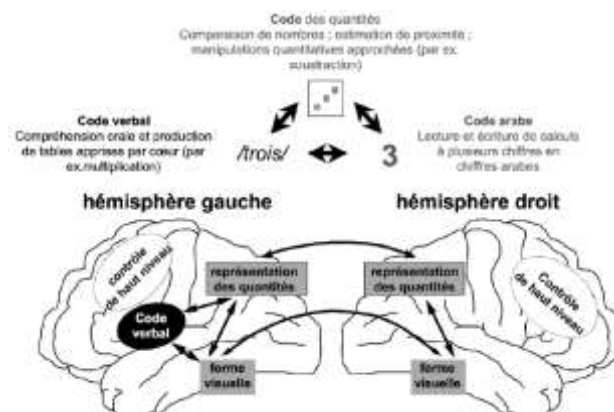 Code des quantités
Comparaison de nombres ; estimation de proximité ;
manipulations quantitatives approchées (par ex.
soustraction)
Code verbal
Compréhension orale et production
de tables apprises par cœur (par
ex.multiplication)
/trois/
3
Code arabe
Lecture et écriture de calculs
à plusieurs chiffres en
chiffres arabes
hémisphère gauche
hémisphère droit
contrôle
de haut niveau
représentation
des quantités
Code
verbal
forme
visuelle
représentation
des quantités
Contrôle
de haut niveau
forme
visuelle